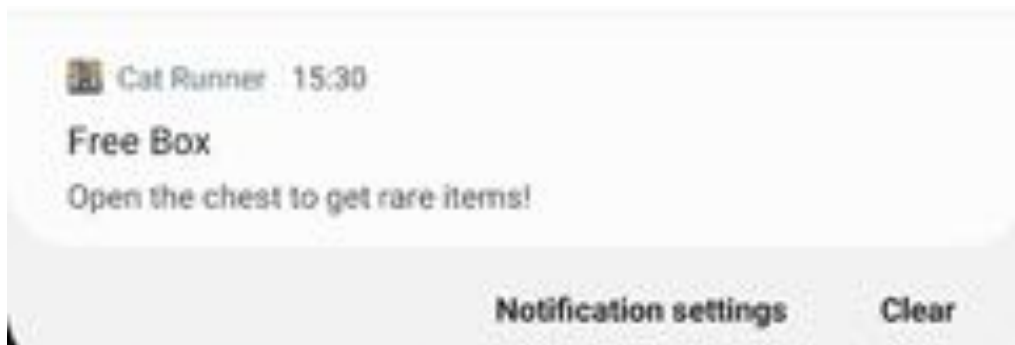 Cat Runner 15:30
Free Box
Open the chest to get rare items!
Notification settings Clear